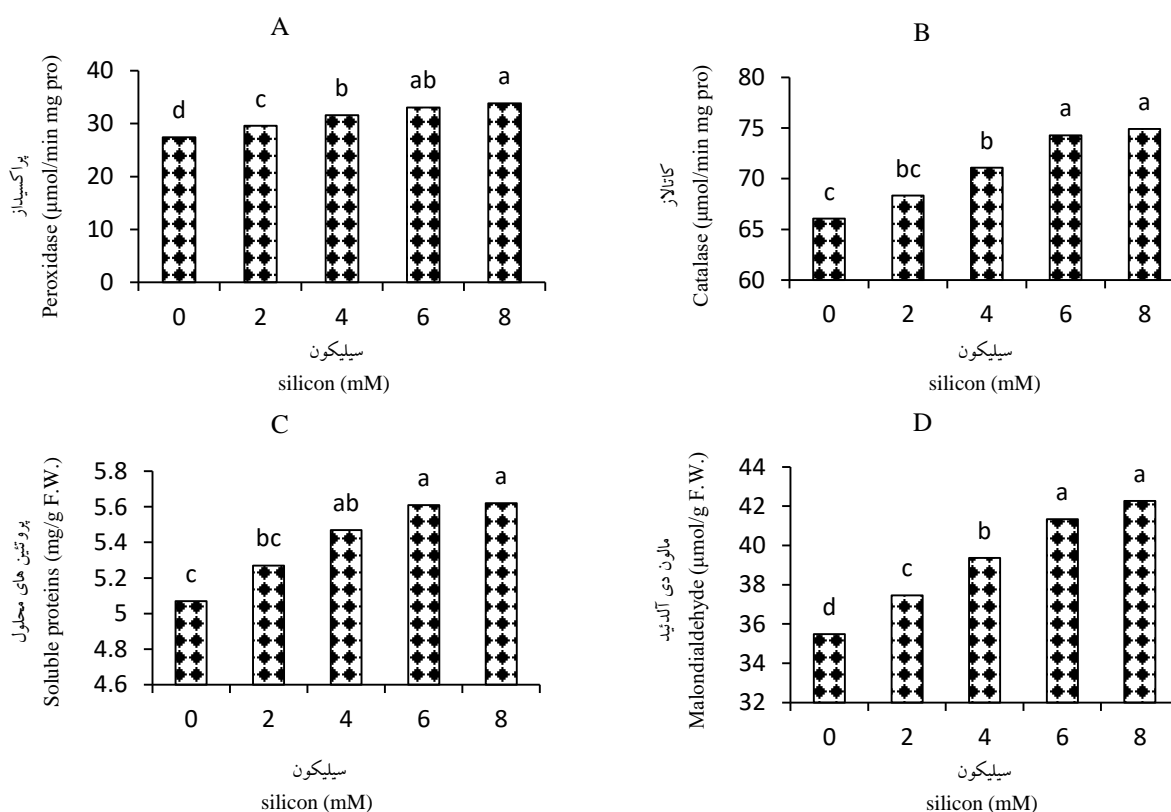 A
پراکسیداز
Peroxidase (µmol/min mg pro)
40
30
20
10
0
d
c
b
ab
a
0 2 4 6 8
سیلیکون
silicon (mM)
B
کاتالاز
Catalase (µmol/min mg pro)
80
75
70
65
60
c
bc
b
a
a
0 2 4 6 8
سیلیکون
silicon (mM)
C
پروتئین های محلول
Soluble proteins (mg/g F.W.)
5.8
5.6
5.4
5.2
5
4.8
4.6
c
bc
ab
a
a
0 2 4 6 8
سیلیکون
silicon (mM)
D
مالون دی آلدئید
Malondialdehyde (µmol/g F.W.)
44
42
40
38
36
34
32
d
c
b
a
a
0 2 4 6 8
سیلیکون
silicon (mM)